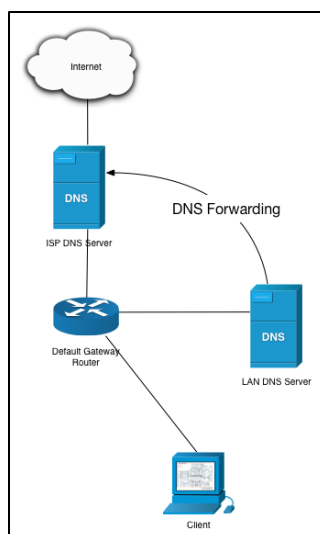 Internet
DNS
ISP DNS Server
DNS Forwarding
Default Gateway
Router
DNS
LAN DNS Server
Client